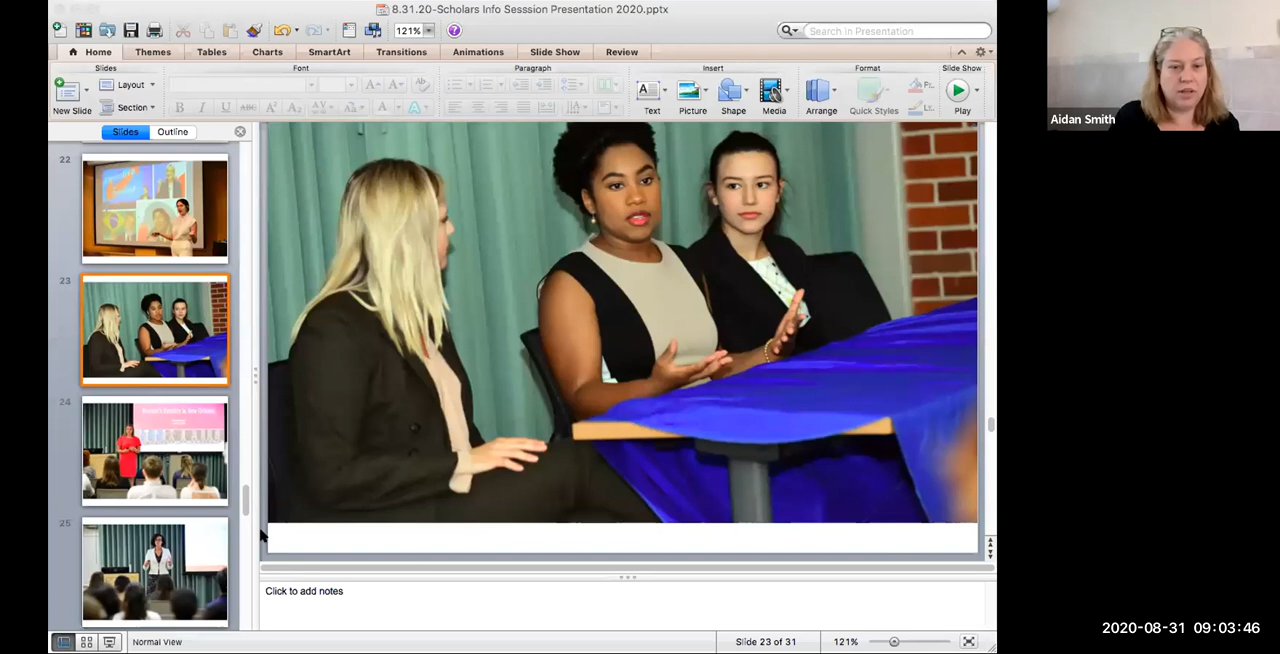 8.31.20-Scholars Info Sesssion Presentation 2020.pptx
121%
Search in Presentation
Home Themes Tables Charts SmartArt Transitions Animations Slide Show Review
Slides Font Paragraph Insert Format Slide Show
Layout
Section
New Slide
B I U ABC
Text Picture Shape Media Arrange Quick Styles Play
Slides Outline
22
23
24
25
Click to add notes
Normal View
Slide 23 of 31
121%
Aidan Smith
2020-08-31 09:03:46